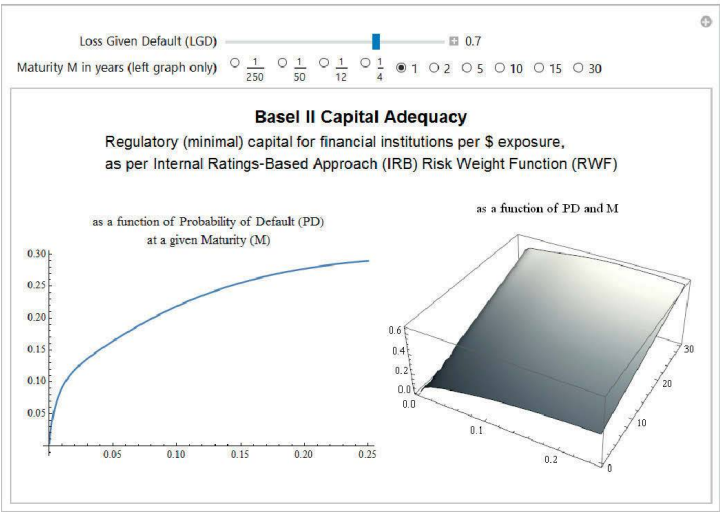 Loss Given Default (LGD) 0.7
Maturity M in years (left graph only) 1/250 1/50 1/12 1/4 1 2 5 10 15 30
Basel II Capital Adequacy
Regulatory (minimal) capital for financial institutions per $ exposure,
as per Internal Ratings-Based Approach (IRB) Risk Weight Function (RWF)
as a function of Probability of Default (PD)
at a given Maturity (M)
0.30
0.25
0.20
0.15
0.10
0.05
0.05 0.10 0.15 0.20 0.25
as a function of PD and M
0.6
0.4
0.2
0.0
0.0
0.1
0.2
0
10
20
30